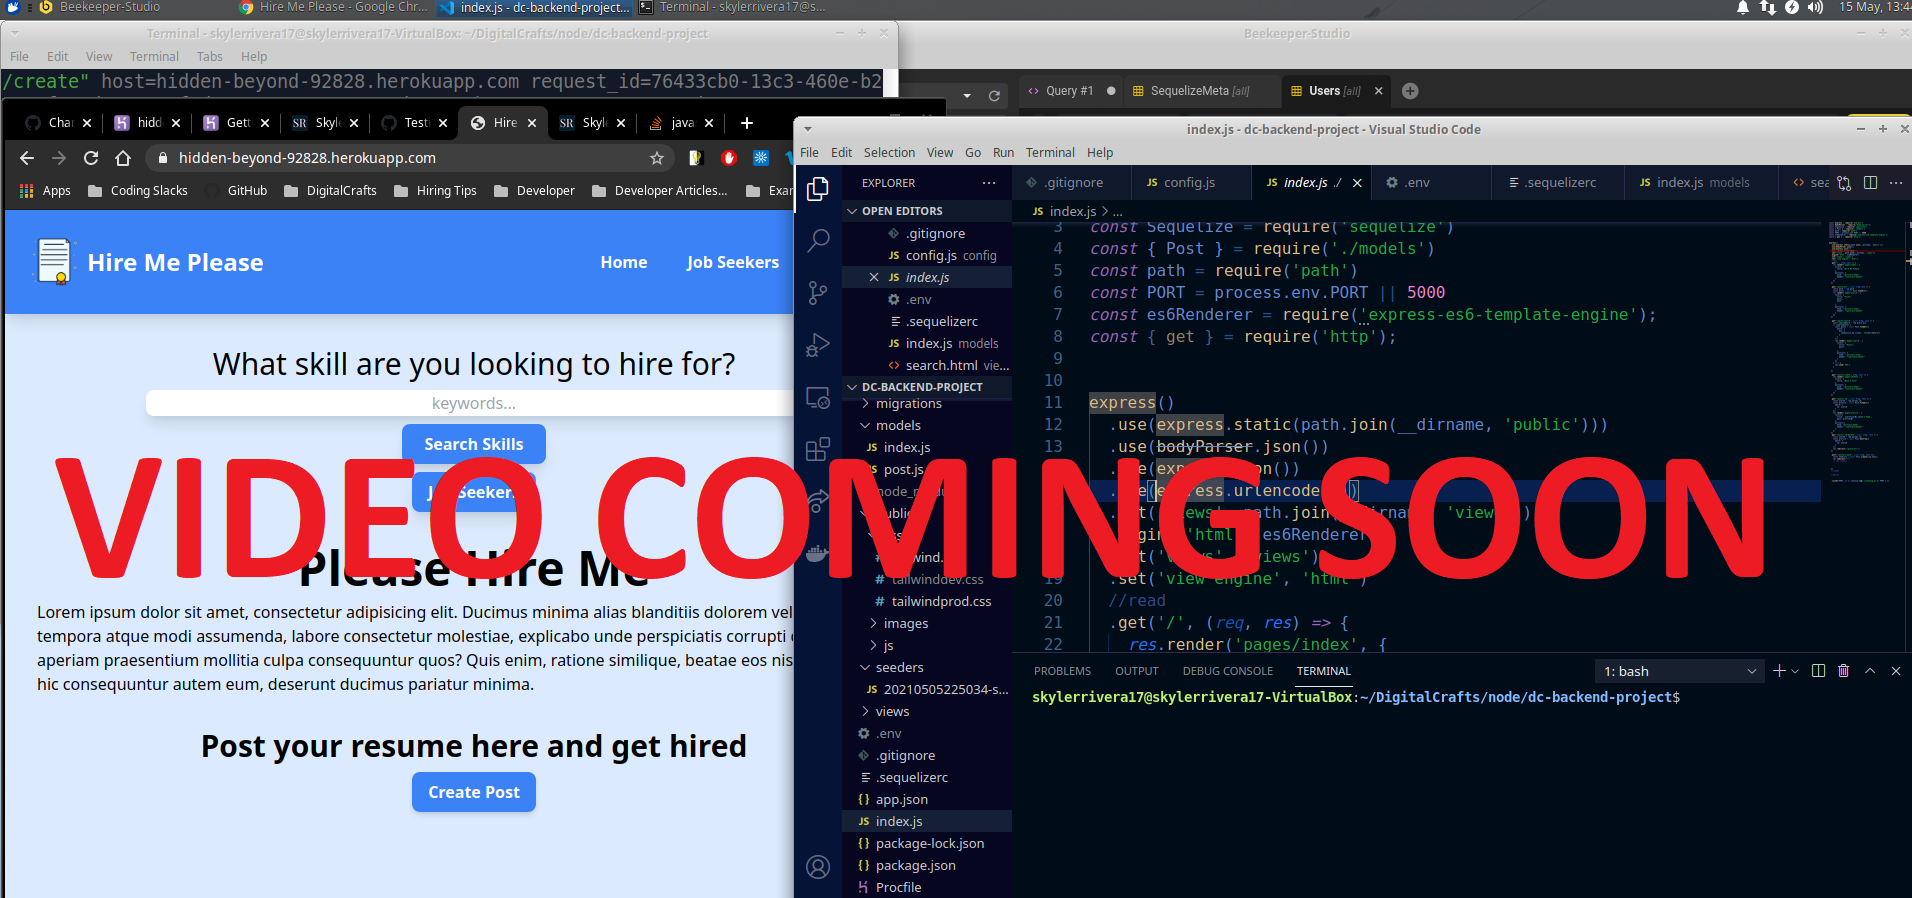 Beekeeper-Studio
Hire Me Please - Google Chr...
index.js - dc-backend-project...
Terminal - skylerrivera17@s...
15 May, 13:4
Terminal - skylerrivera17@skylerrivera17-VirtualBox: ~/DigitalCrafts/node/dc-backend-project
File Edit View Terminal Tabs Help
/create" host=hidden-beyond-92828.herokuapp.com request_id=76433cb0-13c3-460e-b2
Beekeeper-Studio
Query #1
SequelizeMeta [all]
Users [all]
Char
hidd
Gett
Skyle
Testi
Hire
Skyle
java
hidden-beyond-92828.herokuapp.com
Apps
Coding Slacks
GitHub
DigitalCrafts
Hiring Tips
Developer
Developer Articles...
Exar
Hire Me Please
Home
Job Seekers
What skill are you looking to hire for?
keywords...
Search Skills
VIDEO COMING SOON
Please Hire Me
Lorem ipsum dolor sit amet, consectetur adipisicing elit. Ducimus minima alias blanditiis dolorem vel
tempora atque modi assumenda, labore consectetur molestiae, explicabo unde perspiciatis corrupti
aperiam praesentium mollitia culpa consequuntur quos? Quis enim, ratione similique, beatae eos nis
hic consequuntur autem eum, deserunt ducimus pariatur minima.
Post your resume here and get hired
Create Post
index.js - dc-backend-project - Visual Studio Code
File Edit Selection View Go Run Terminal Help
EXPLORER
OPEN EDITORS
.gitignore
config.js config
index.js
.env
.sequelizerc
index.js models
search.html vie...
DC-BACKEND-PROJECT
migrations
models
index.js
post.js
tailwinddev.css
tailwindprod.css
images
js
seeders
20210505225034-s...
views
.env
.gitignore
.sequelizerc
app.json
index.js
package-lock.json
package.json
Procfile
.gitignore
config.js
index.js ./
.env
.sequelizerc
index.js models
sea
index.js > ...
3 const Sequelize = require('sequelize')
4 const { Post } = require('./models')
5 const path = require('path')
6 const PORT = process.env.PORT || 5000
7 const es6Renderer = require('express-es6-template-engine');
8 const { get } = require('http');
9
10
11 express()
12 .use(express.static(path.join(__dirname, 'public')))
13 .use(bodyParser.json())
19 .set('view engine', 'html')
20 //read
21 .get('/', (req, res) => {
22 res.render('pages/index', {
PROBLEMS OUTPUT DEBUG CONSOLE TERMINAL
1: bash
skylerrivera17@skylerrivera17-VirtualBox:~/DigitalCrafts/node/dc-backend-project$